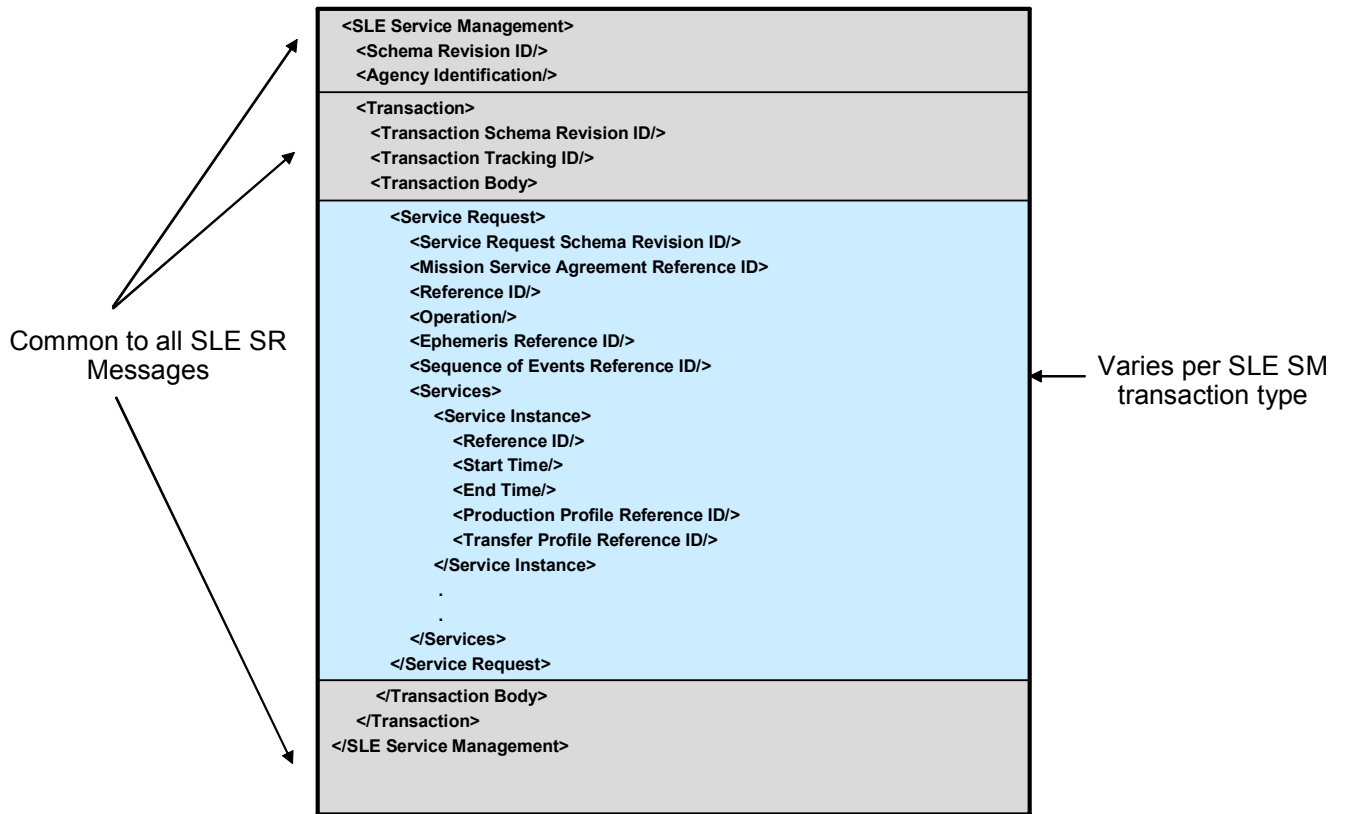 <SLE Service Management>
<Schema Revision ID/>
<Agency Identification/>
<Transaction>
<Transaction Schema Revision ID/>
<Transaction Tracking ID/>
<Transaction Body>
<Service Request>
<Service Request Schema Revision ID/>
<Mission Service Agreement Reference ID>
<Reference ID/>
<Operation/>
<Ephemeris Reference ID/>
<Sequence of Events Reference ID/>
<Services>
<Service Instance>
<Reference ID/>
<Start Time/>
<End Time/>
<Production Profile Reference ID/>
<Transfer Profile Reference ID/>
</Service Instance>
.
.
</Services>
</Service Request>
</Transaction Body>
</Transaction>
</SLE Service Management>
Common to all SLE SR
Messages
Varies per SLE SM
transaction type